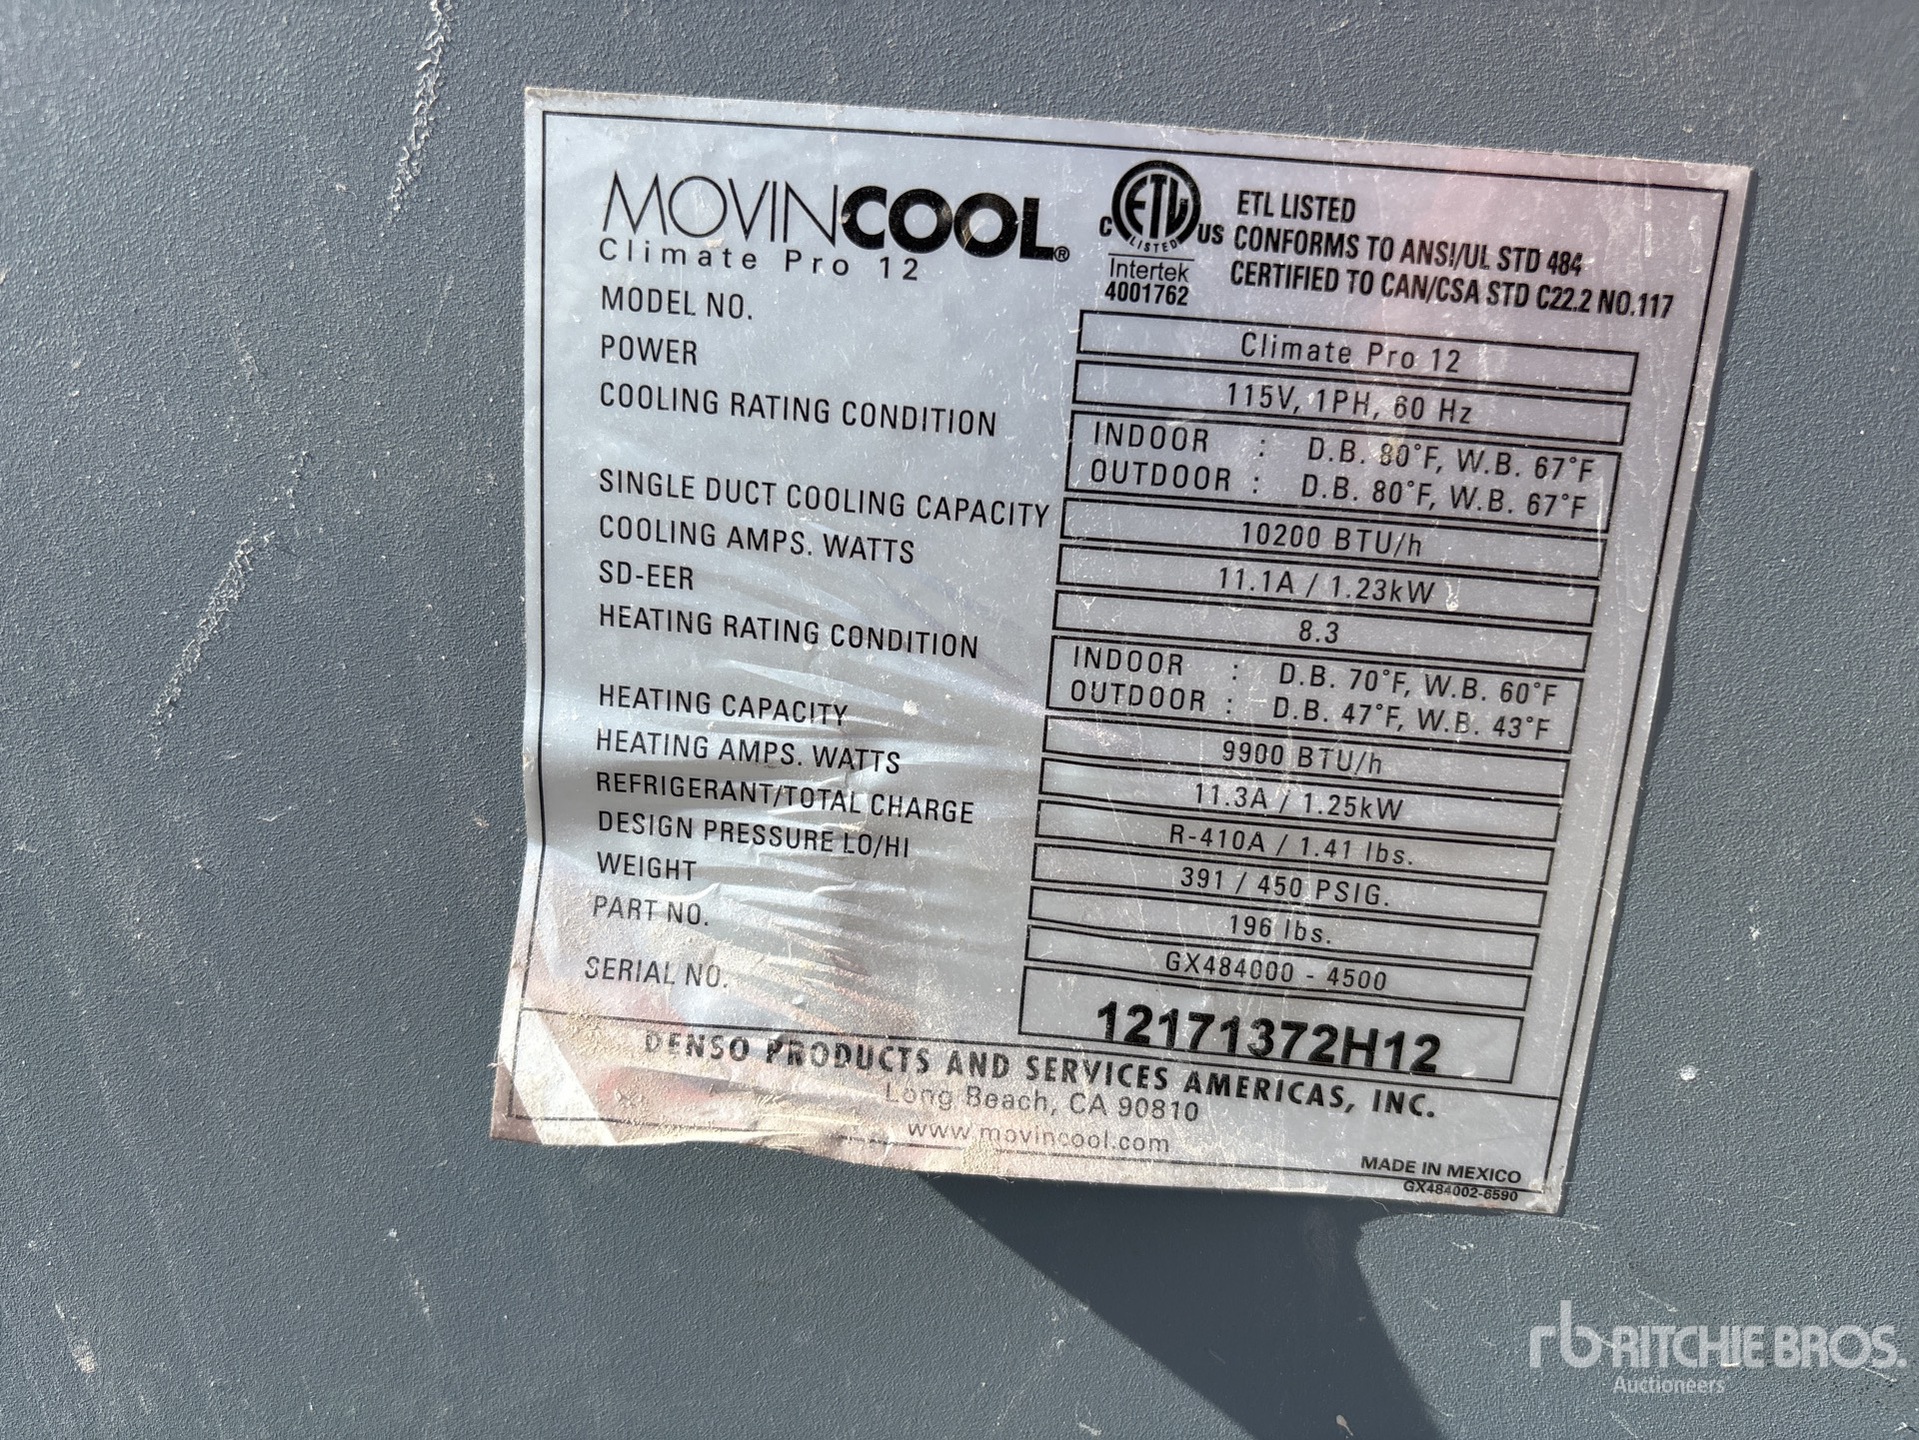 MOVINCOOL®
Climate Pro 12
C ETL LISTED US
Intertek
4001762
ETL LISTED
CONFORMS TO ANSI/UL STD 484
CERTIFIED TO CAN/CSA STD C22.2 NO.117
MODEL NO. Climate Pro 12
POWER 115V, 1PH, 60 Hz
COOLING RATING CONDITION INDOOR : D.B. 80°F, W.B. 67°F
OUTDOOR : D.B. 80°F, W.B. 67°F
SINGLE DUCT COOLING CAPACITY 10200 BTU/h
COOLING AMPS. WATTS 11.1A / 1.23kW
SD-EER 8.3
HEATING RATING CONDITION INDOOR : D.B. 70°F, W.B. 60°F
OUTDOOR : D.B. 47°F, W.B. 43°F
HEATING CAPACITY 9900 BTU/h
HEATING AMPS. WATTS 11.3A / 1.25kW
REFRIGERANT/TOTAL CHARGE R-410A / 1.41 lbs.
DESIGN PRESSURE LO/HI 391 / 450 PSIG.
WEIGHT 196 lbs.
PART NO. GX484000 - 4500
SERIAL NO. 12171372H12
DENSO PRODUCTS AND SERVICES AMERICAS, INC.
Long Beach, CA 90810
www.movincool.com
MADE IN MEXICO
GX484002-6590
rb RITCHIE BROS.
Auctioneers